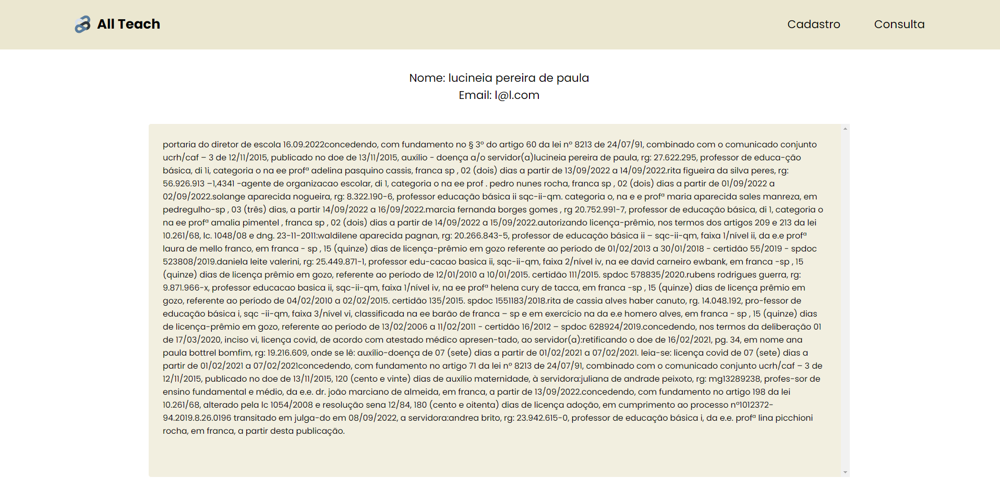 All Teach
Cadastro
Consulta
Nome: lucineia pereira de paula
Email: l@l.com
portaria do diretor de escola 16.09.2022concedendo, com fundamento no § 3º do artigo 60 da lei nº 8213 de 24/07/91, combinado com o comunicado conjunto
ucrh/caf – 3 de 12/11/2015, publicado no doe de 13/11/2015, auxílio - doença a/o servidor(a)lucineia pereira de paula, rg: 27.622.295, professor de educa-ção
básica, di 1i, categoria o na ee profª adelina pasquino cassis, franca sp , 02 (dois) dias a partir de 13/09/2022 a 14/09/2022.rita figueira da silva peres, rg:
56.926.913 –1,4341 -agente de organizacao escolar, di 1, categoria o na ee prof . pedro nunes rocha, franca sp , 02 (dois) dias a partir de 01/09/2022 a
02/09/2022.solange aparecida nogueira, rg: 8.322.190-6, professor educação básica ii sqc-ii-qm. categoria o, na e e profª maria aparecida sales manreza, em
pedregulho-sp , 03 (três) dias, a partir 14/09/2022 a 16/09/2022.marcia fernanda borges gomes , rg 20.752.991-7, professor de educação básica, di 1, categoria o
na ee profª amalia pimentel , franca sp , 02 (dois) dias a partir de 14/09/2022 a 15/09/2022.autorizando licença-prêmio, nos termos dos artigos 209 e 213 da lei
10.261/68, lc. 1048/08 e dng. 23-11-2011:waldilene aparecida pagnan, rg: 20.266.843-5, professor de educação básica ii – sqc-ii-qm, faixa 1/nível ii, da e.e profª
laura de mello franco, em franca - sp , 15 (quinze) dias de licença-prêmio em gozo referente ao período de 01/02/2013 a 30/01/2018 - certidão 55/2019 - spdoc
523808/2019.daniela leite valerini, rg: 25.449.871-1, professor edu-cacao basica ii, sqc-ii-qm, faixa 2/nível iv, na ee david carneiro ewbank, em franca -sp , 15
(quinze) dias de licença prêmio em gozo, referente ao período de 12/01/2010 a 10/01/2015. certidão 111/2015. spdoc 578835/2020.rubens rodrigues guerra, rg:
9.871.966-x, professor educacao basica ii, sqc-ii-qm, faixa 1/nível iv, na ee profª helena cury de tacca, em franca -sp , 15 (quinze) dias de licença prêmio em
gozo, referente ao período de 04/02/2010 a 02/02/2015. certidão 135/2015. spdoc 1551183/2018.rita de cassia alves haber canuto, rg. 14.048.192, pro-fessor de
educação básica i, sqc -ii-qm, faixa 3/nível vi, classificada na ee barão de franca – sp e em exercício na da e.e homero alves, em franca - sp , 15 (quinze) dias
de licença-prêmio em gozo, referente ao período de 13/02/2006 a 11/02/2011 - certidão 16/2012 – spdoc 628924/2019.concedendo, nos termos da deliberação 01
de 17/03/2020, inciso vi, licença covid, de acordo com atestado médico apresen-tado, ao servidor(a):retificando o doe de 16/02/2021, pg. 34, em nome ana
paula bottrel bomfim, rg: 19.216.609, onde se lê: auxílio-doença de 07 (sete) dias a partir de 01/02/2021 a 07/02/2021. leia-se: licença covid de 07 (sete) dias a
partir de 01/02/2021 a 07/02/2021concedendo, com fundamento no artigo 71 da lei nº 8213 de 24/07/91, combinado com o comunicado conjunto ucrh/caf – 3 de
12/11/2015, publicado no doe de 13/11/2015, 120 (cento e vinte) dias de auxílio maternidade, à servidora:juliana de andrade peixoto, rg: mg13289238, profes-sor de
ensino fundamental e médio, da e.e. dr. joão marciano de almeida, em franca, a partir de 13/09/2022.concedendo, com fundamento no artigo 198 da lei
10.261/68, alterado pela lc 1054/2008 e resolução sena 12/84, 180 (cento e oitenta) dias de licença adoção, em cumprimento ao processo nº1012372-
94.2019.8.26.0196 transitado em julga-do em 08/09/2022, a servidora:andrea brito, rg: 23.942.615-0, professor de educação básica i, da e.e. profª lina picchioni
rocha, em franca, a partir desta publicação.